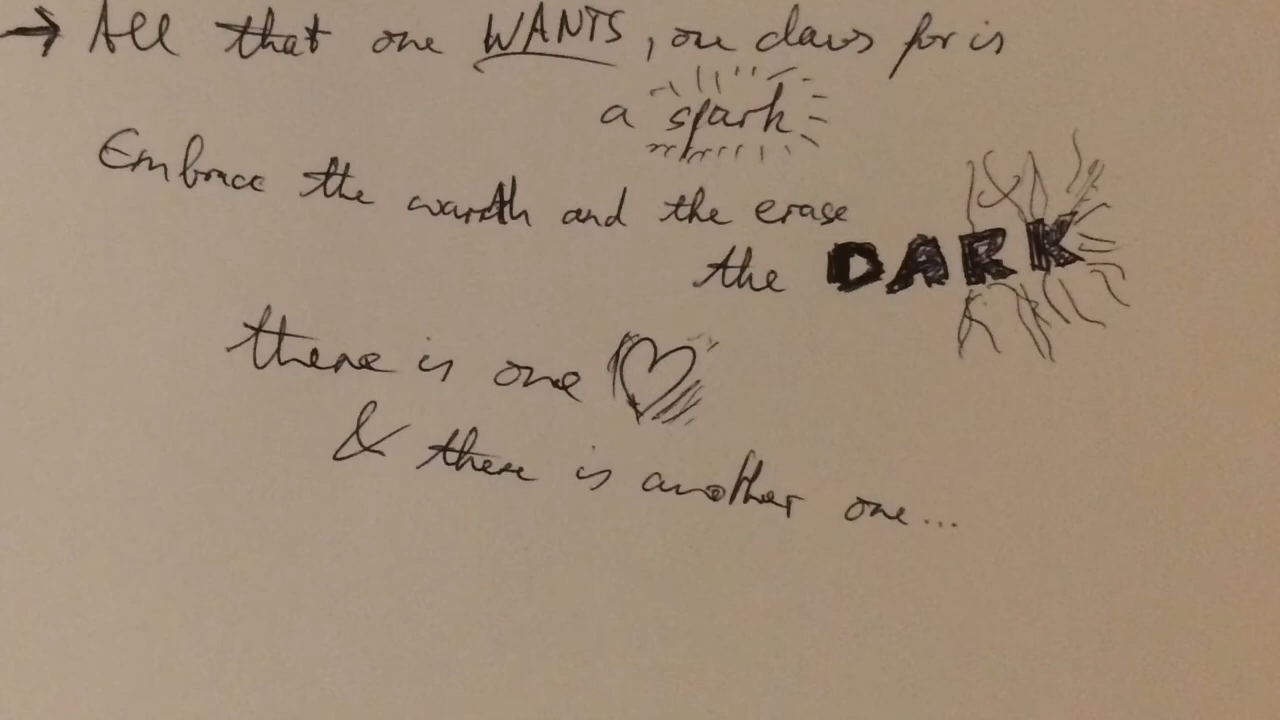 → All that one WANTS, one claws for is
a spark
Embrace the warmth and the erase
the DARK
there is one ♡
& there is another one...